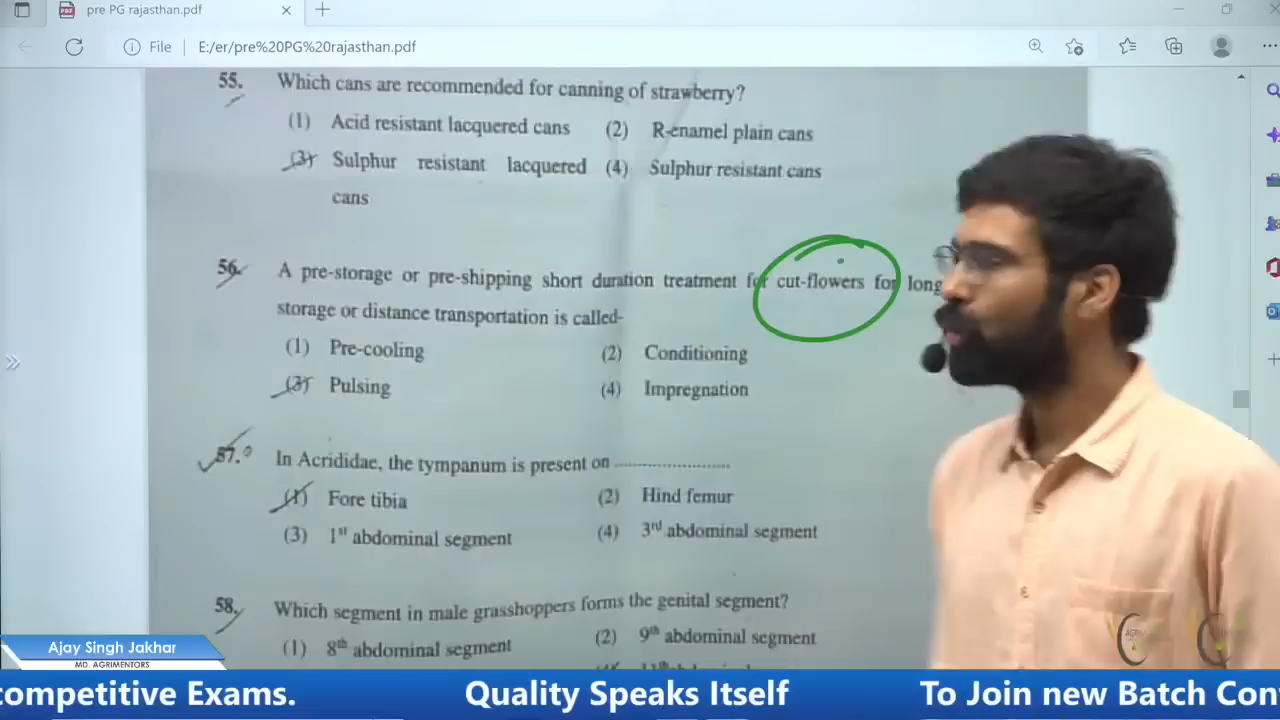 pre PG rajasthan.pdf
File
E:/er/pre%20PG%20rajasthan.pdf
55. Which cans are recommended for canning of strawberry?
(1) Acid resistant lacquered cans (2) R-enamel plain cans
(3) Sulphur resistant lacquered (4) Sulphur resistant cans
cans
56. A pre-storage or pre-shipping short duration treatment for cut-flowers for long
storage or distance transportation is called-
(1) Pre-cooling (2) Conditioning
(3) Pulsing (4) Impregnation
57. In Acrididae, the tympanum is present on ........................
(1) Fore tibia (2) Hind femur
(3) 1st abdominal segment (4) 3rd abdominal segment
58. Which segment in male grasshoppers forms the genital segment?
(1) 8th abdominal segment (2) 9th abdominal segment
Ajay Singh Jakhar
MD. AGRIMENTORS
competitive Exams. Quality Speaks Itself To Join new Batch Con